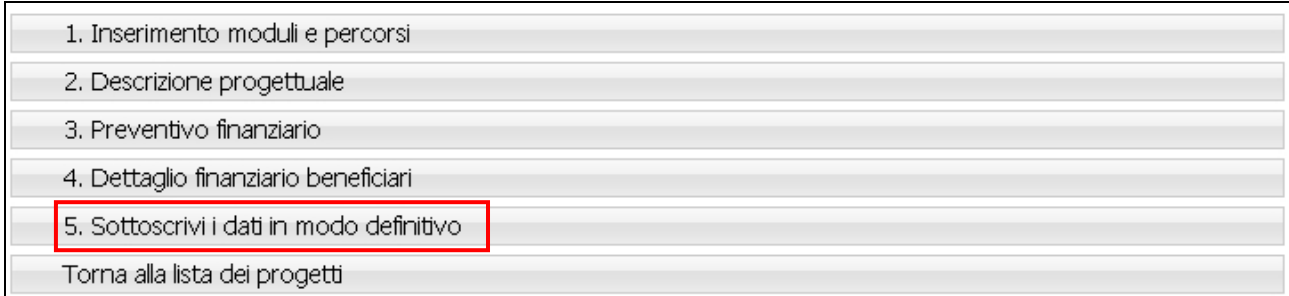 1. Inserimento moduli e percorsi
2. Descrizione progettuale
3. Preventivo finanziario
4. Dettaglio finanziario beneficiari
5. Sottoscrivi i dati in modo definitivo
Torna alla lista dei progetti